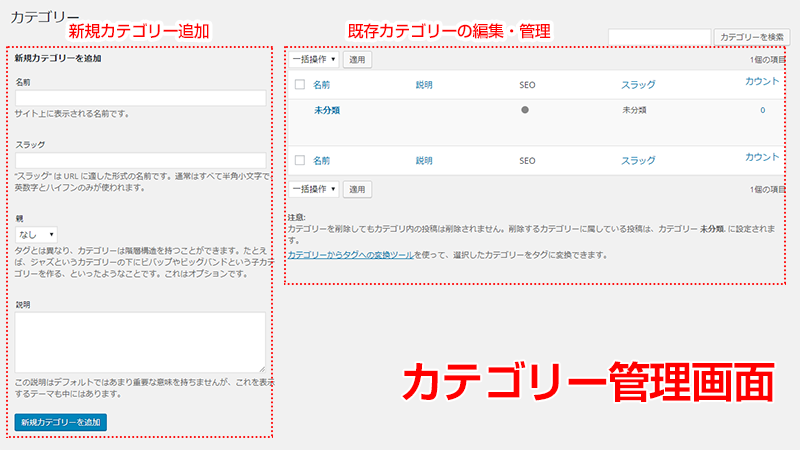 カテゴリー
新規カテゴリー追加
既存カテゴリーの編集・管理
カテゴリーを検索
新規カテゴリーを追加
名前
サイト上に表示される名前です。
スラッグ
"スラッグ" は URL に適した形式の名前です。通常はすべて半角小文字で
英数字とハイフンのみが使われます。
親
なし
タグとは異なり、カテゴリーは階層構造を持つことができます。たとえ
ば、ジャズというカテゴリーの下にビバップやビッグバンドという子カテ
ゴリーを作る、といったようなことです。これはオプションです。
説明
この説明はデフォルトではあまり重要な意味を持ちませんが、これを表示
するテーマも中にはあります。
新規カテゴリーを追加
一括操作 適用 1個の項目
名前 説明 SEO スラッグ カウント
未分類 未分類 0
名前 説明 SEO スラッグ カウント
一括操作 適用 1個の項目
注意:
カテゴリーを削除してもカテゴリ内の投稿は削除されません。削除するカテゴリーに属している投稿は、カテゴリー 未分類, に設定されま
す。
カテゴリーからタグへの変換ツールを使って、選択したカテゴリーをタグに変換できます。
カテゴリー管理画面